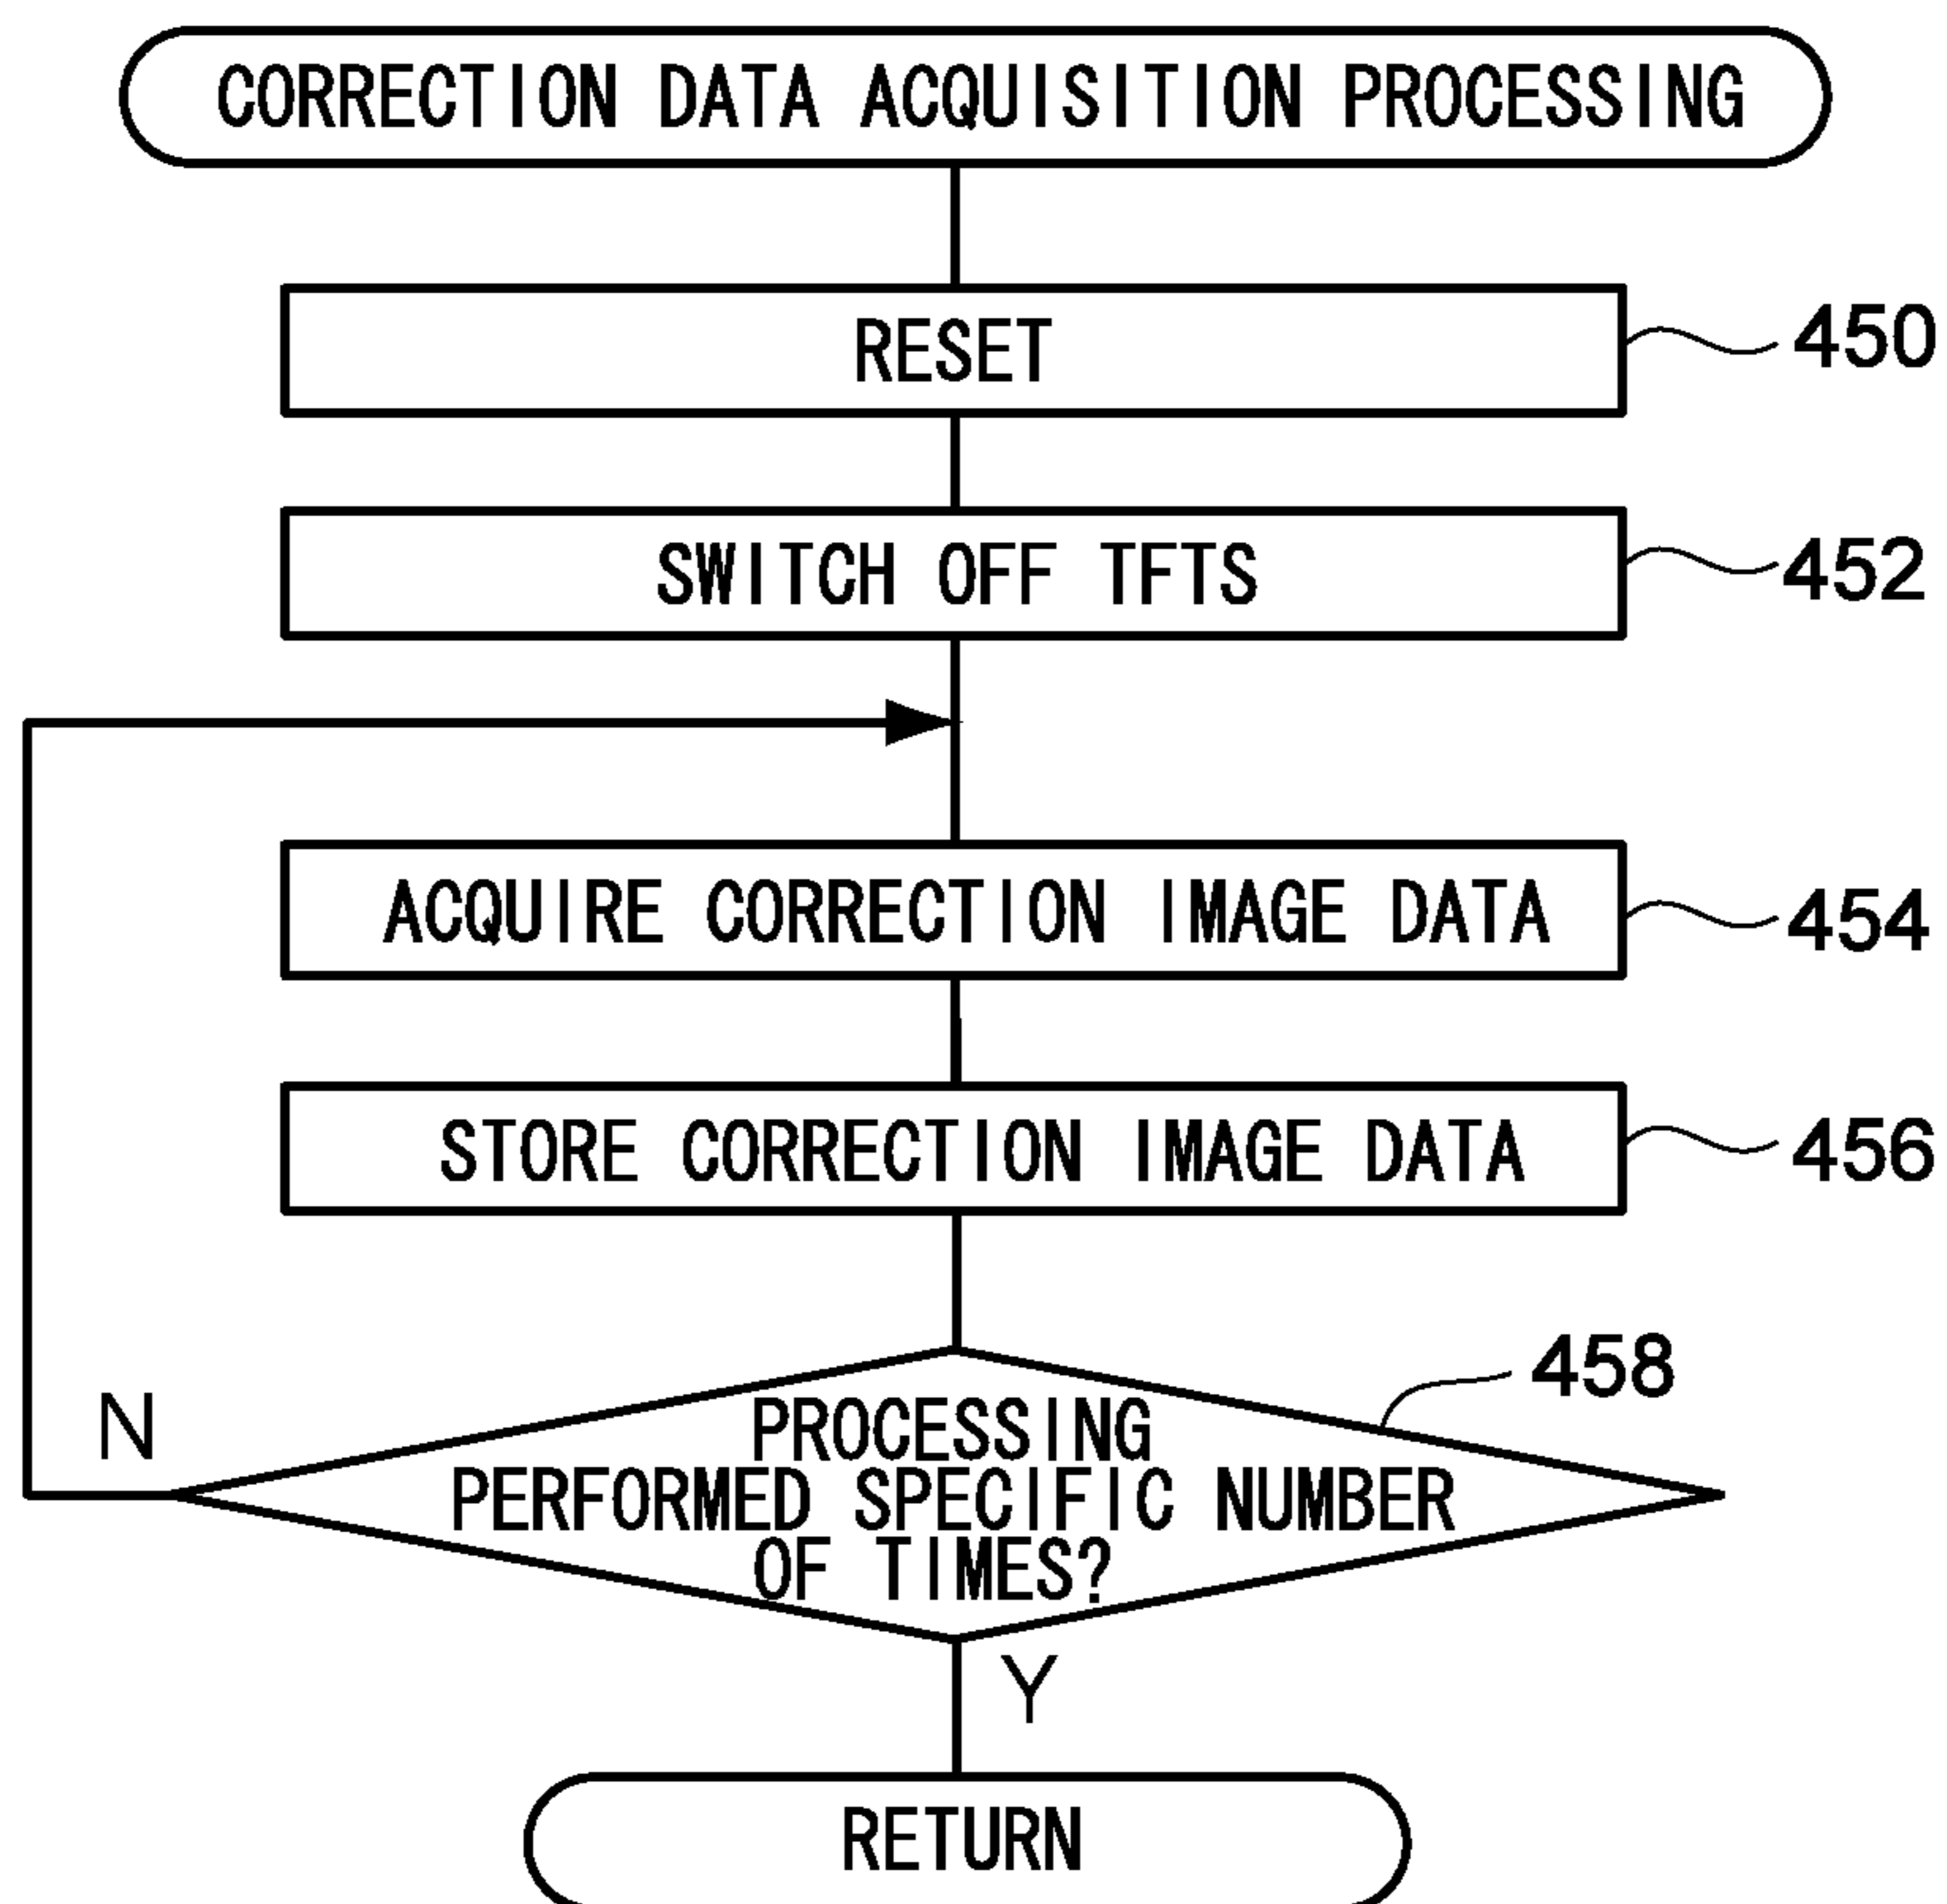 CORRECTION DATA ACQUISITION PROCESSING
RESET
450
SWITCH OFF TFTS
452
ACQUIRE CORRECTION IMAGE DATA
454
STORE CORRECTION IMAGE DATA
456
458
N
PROCESSING
PERFORMED SPECIFIC NUMBER
OF TIMES?
Y
RETURN